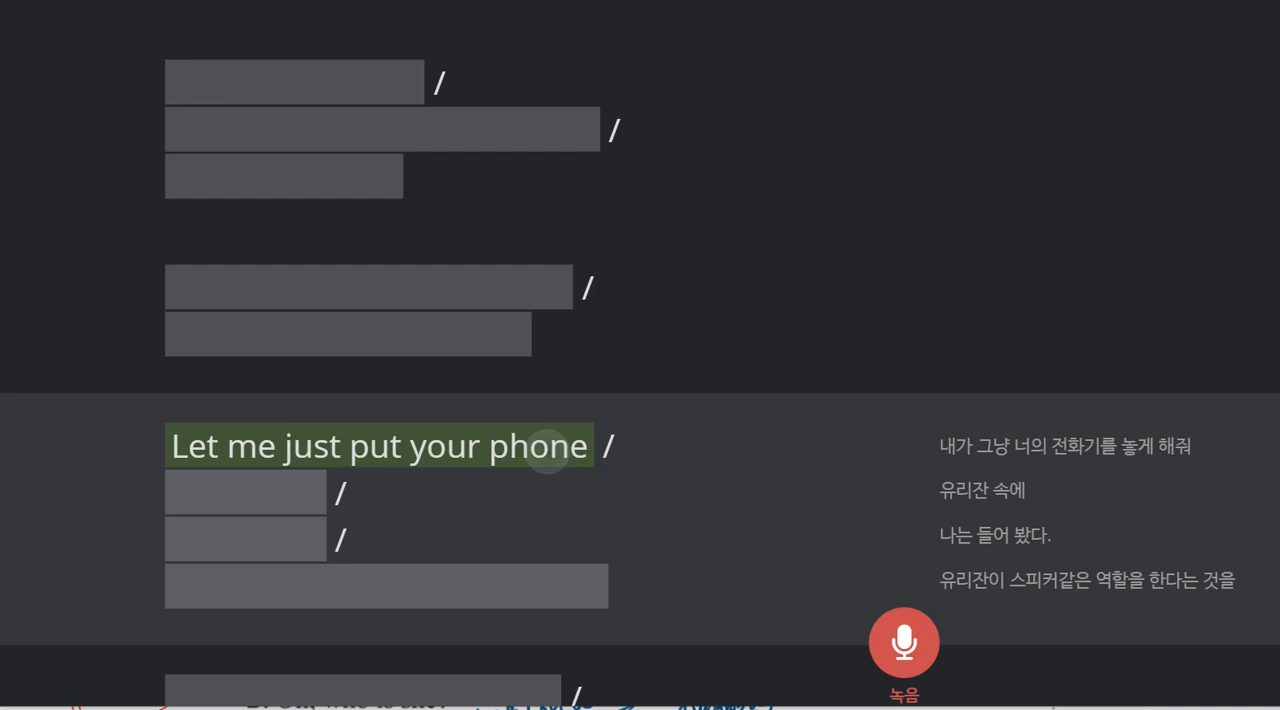 /
/
/
Let me just put your phone /
내가 그냥 너의 전화기를 놓게 해줘
/
유리잔 속에
/
나는 들어 봤다.
유리잔이 스피커같은 역할을 한다는 것을
/
녹음